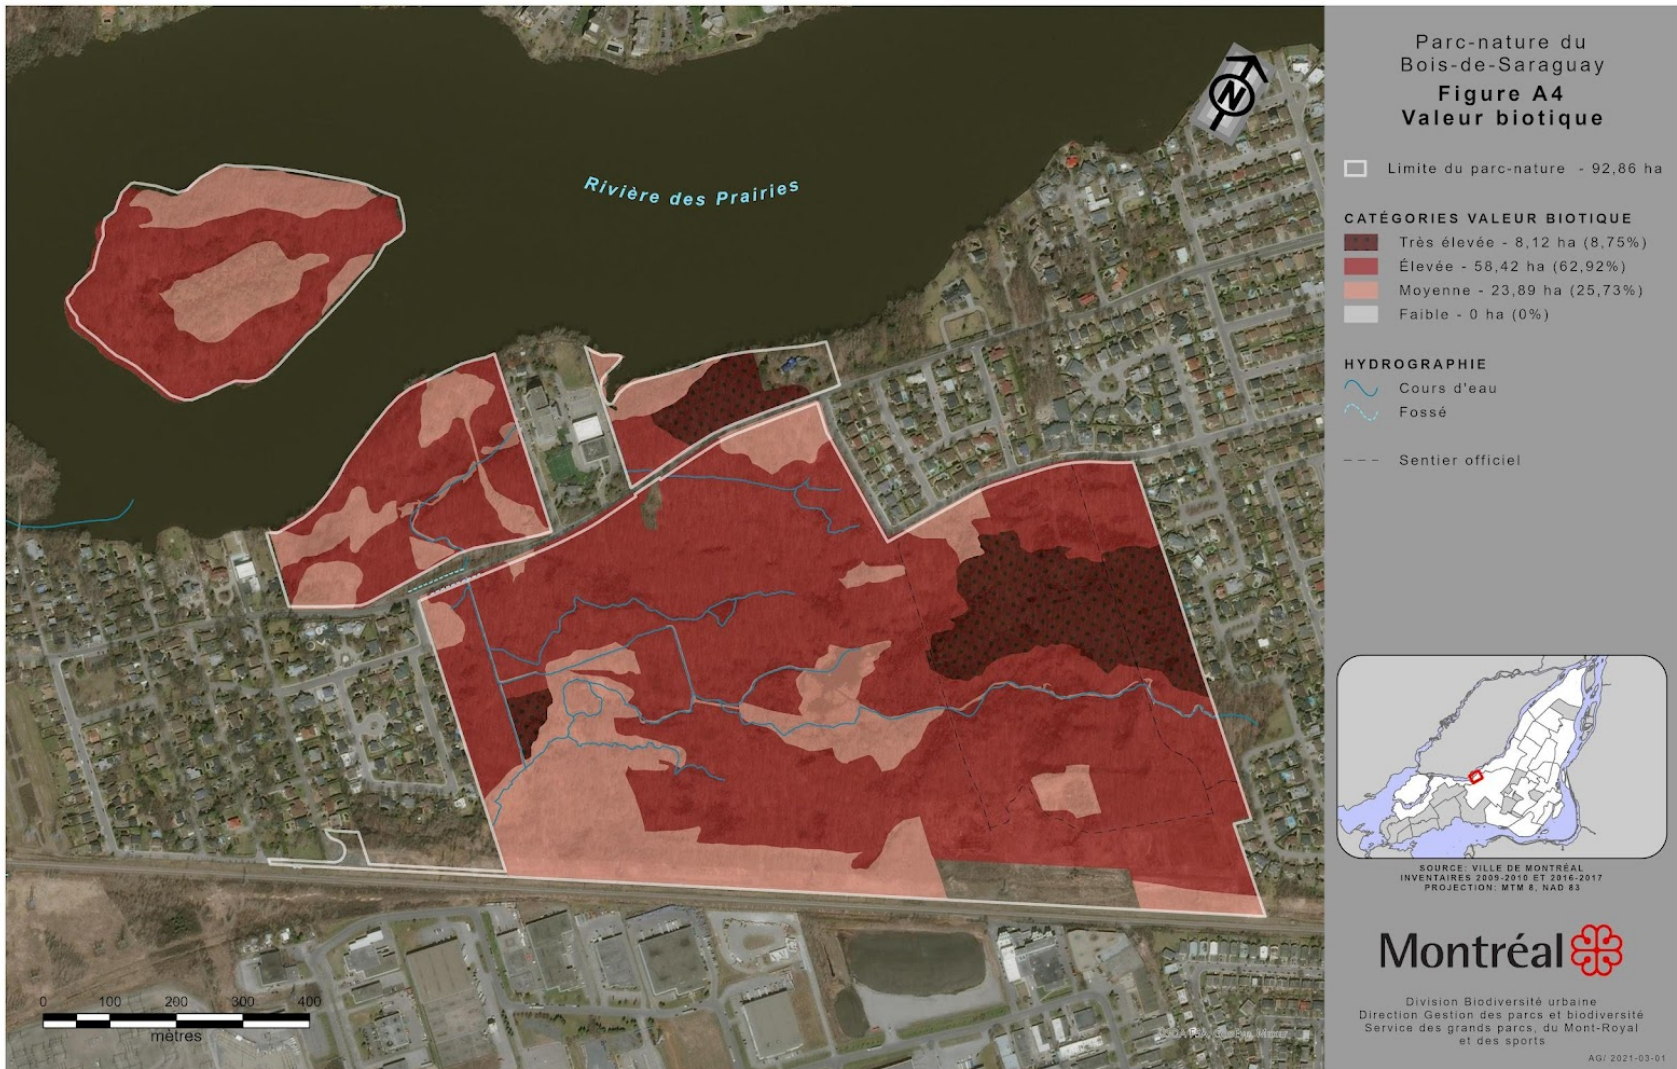 Parc-nature du
Bois-de-Saraguay
Figure A4
Valeur biotique
Limite du parc-nature - 92,86 ha
CATÉGORIES VALEUR BIOTIQUE
Très élevée - 8,12 ha (8,75%)
Élevée - 58,42 ha (62,92%)
Moyenne - 23,89 ha (25,73%)
Faible - 0 ha (0%)
HYDROGRAPHIE
Cours d'eau
Fossé
Sentier officiel
N
Rivière des Prairies
0 100 200 300 400
mètres
SOURCE: VILLE DE MONTRÉAL
INVENTAIRES 2009-2010 ET 2016-2017
PROJECTION: MTM 8, NAD 83
Montréal
Division Biodiversité urbaine
Direction Gestion des parcs et biodiversité
Service des grands parcs, du Mont-Royal
et des sports
AG/ 2021-03-01